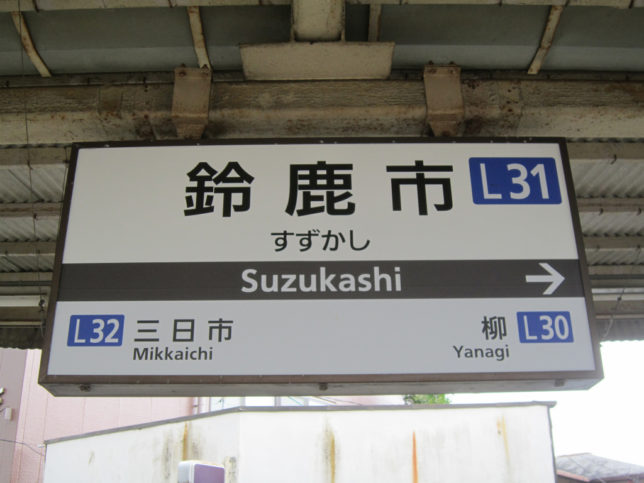 鈴鹿市 L31
すずかし
Suzukashi →
L32 三日市 柳 L30
Mikkaichi Yanagi